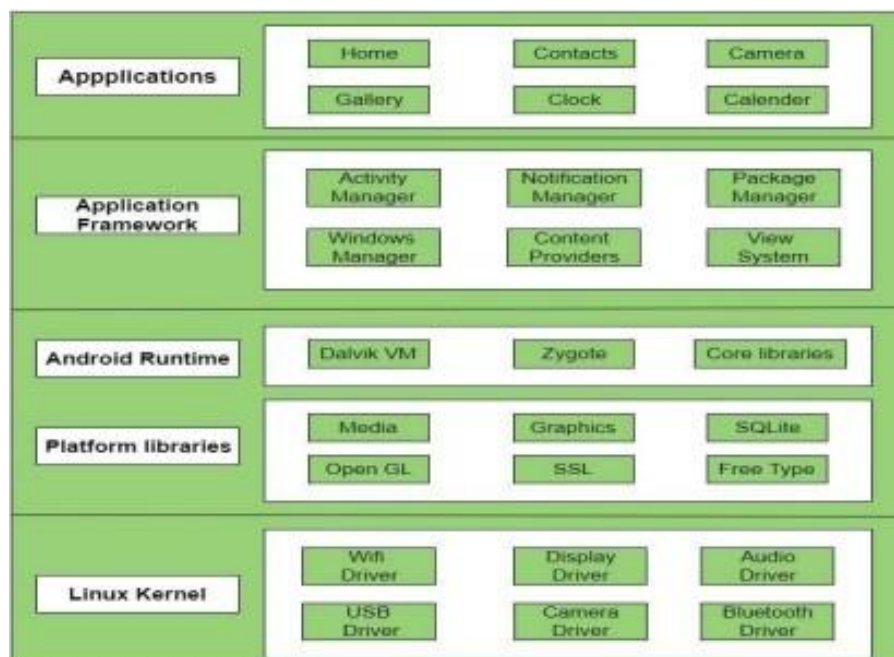 Appplications
Home
Contacts
Camera
Gallery
Clock
Calender
Application
Framework
Activity
Manager
Notification
Manager
Package
Manager
Windows
Manager
Content
Providers
View
System
Android Runtime
Dalvik VM
Zygote
Core libraries
Platform libraries
Media
Graphics
SQLite
Open GL
SSL
Free Type
Linux Kernel
Wifi
Driver
Display
Driver
Audio
Driver
USB
Driver
Camera
Driver
Bluetooth
Driver